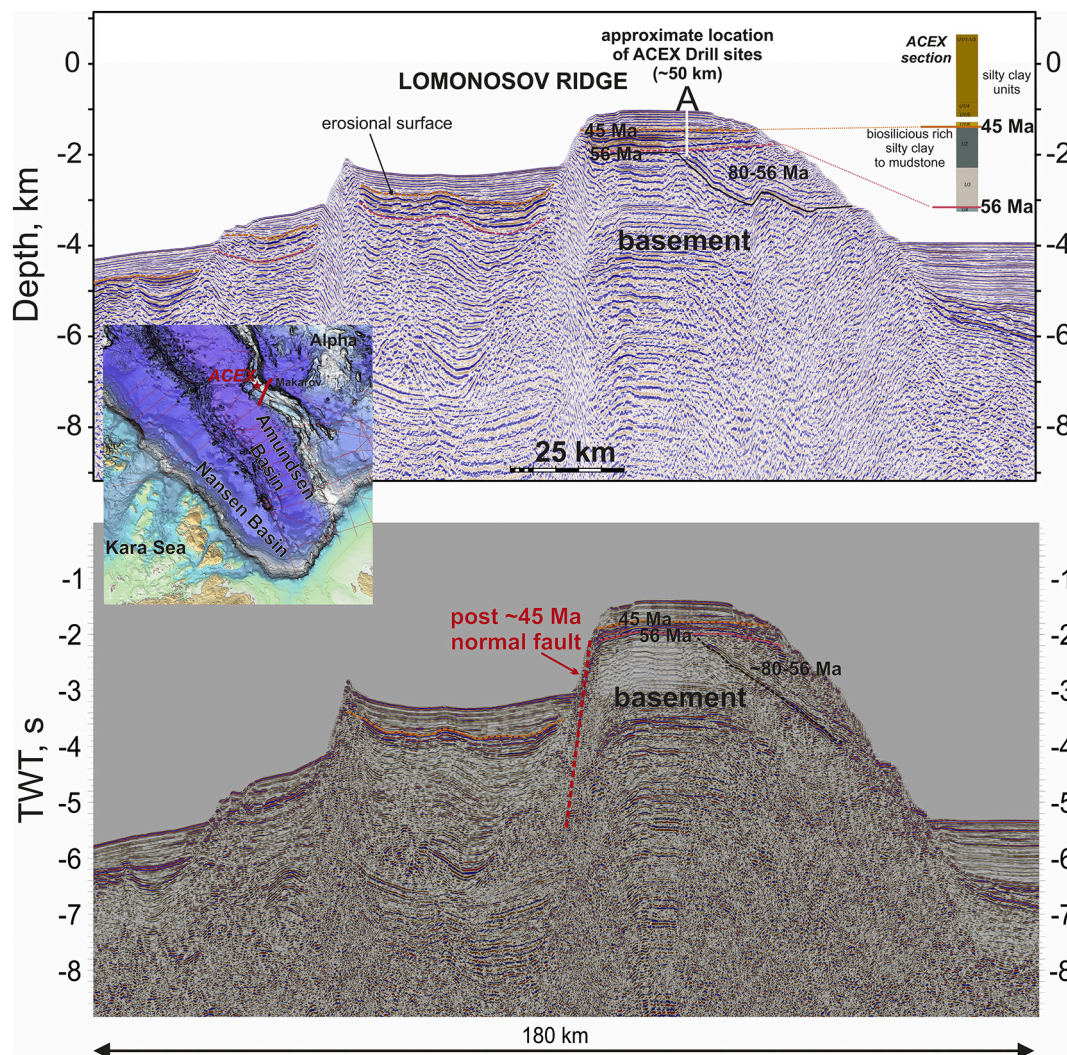 approximate location
of ACEX Drill sites
(~50 km)
ACEX
section
LOMONOSOV RIDGE
A
silty clay
units
erosional surface
45 Ma
45 Ma
biosilicious rich
silty clay
to mudstone
U2
56 Ma
80-56 Ma
U3
56 Ma
basement
Depth, km
0
-2
-4
-6
-8
0
-1
-2
-4
-6
-8
25 km
Alpha
ACEX
Makarov
Amundsen
Basin
Nansen Basin
Kara Sea
post ~45 Ma
normal fault
45 Ma
56 Ma
~80-56 Ma
basement
TWT, s
-1
-2
-3
-4
-5
-6
-7
-8
-1
-2
-3
-4
-5
-6
-7
-8
180 km